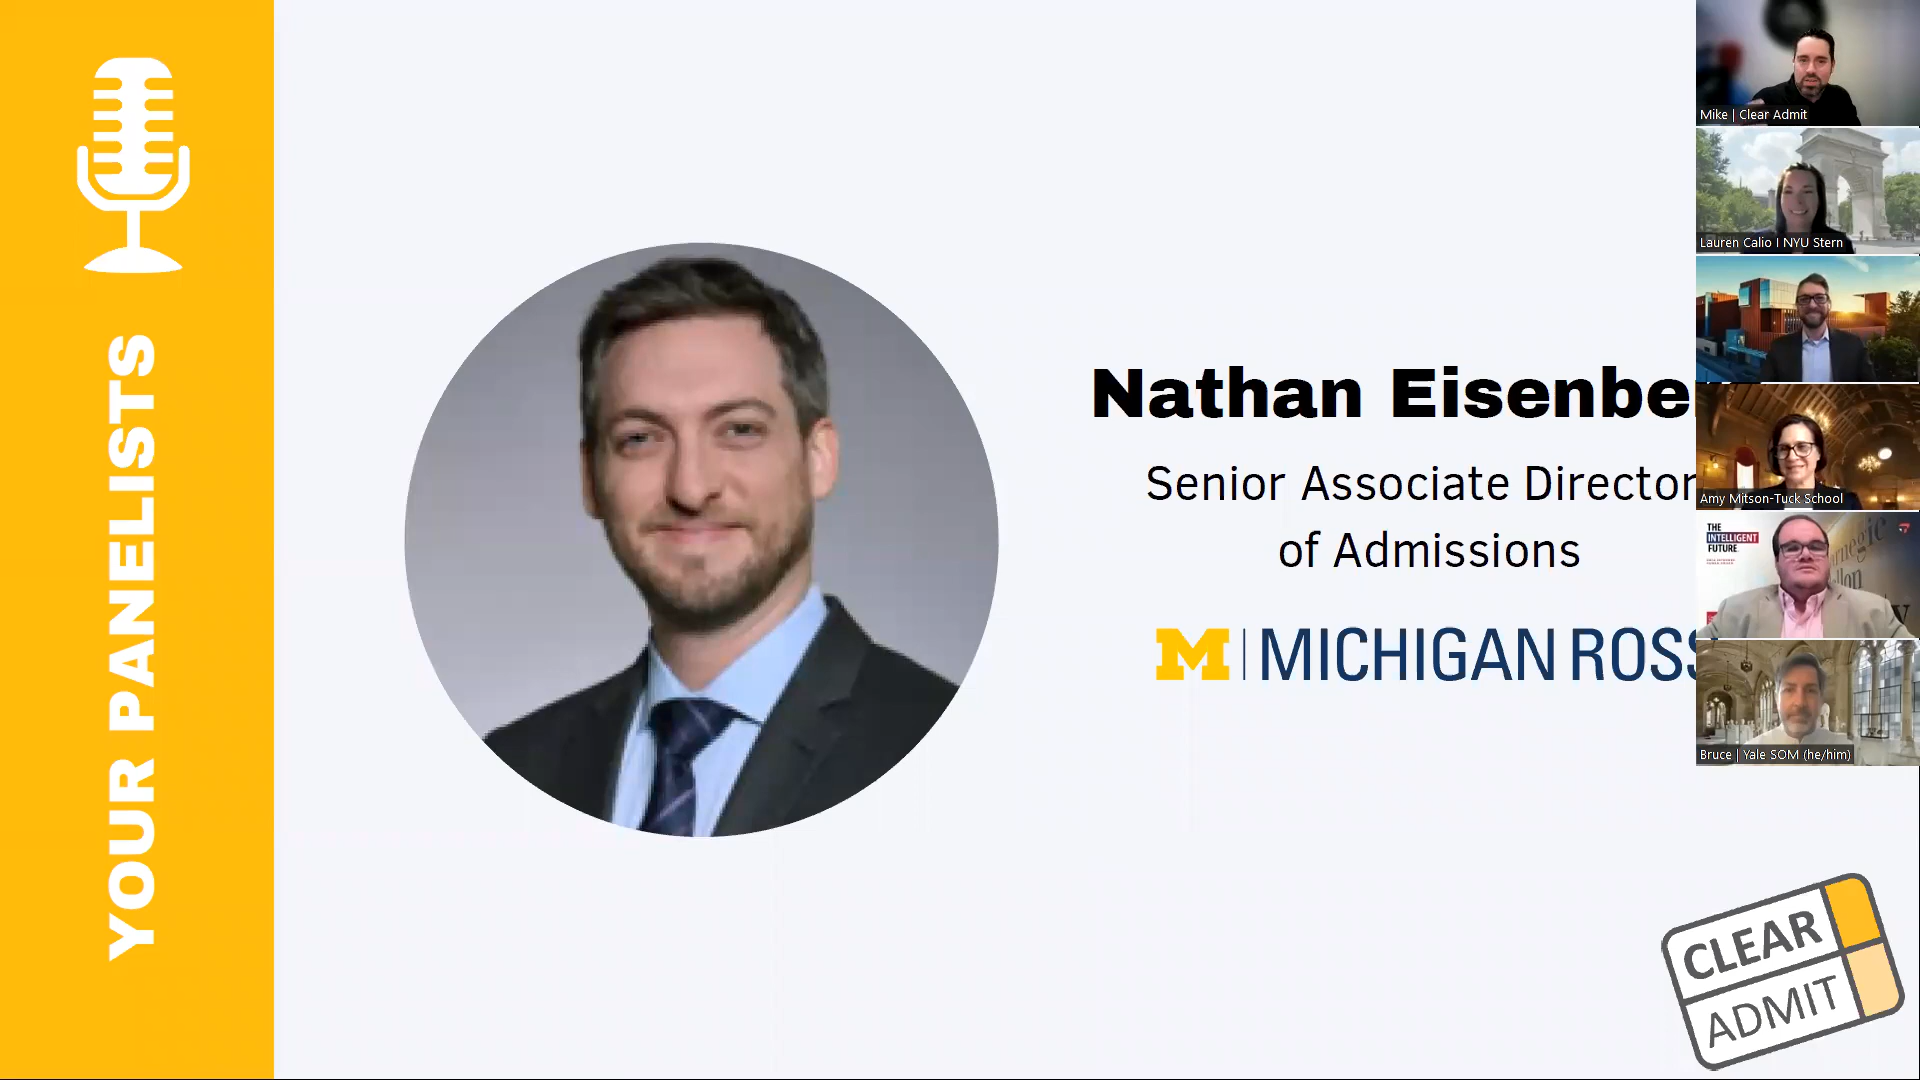 YOUR PANELISTS
Nathan Eisenbe
Senior Associate Director
of Admissions
M | MICHIGAN ROSS
CLEAR
ADMIT
Mike | Clear Admit
Lauren Calio I NYU Stern
Amy Mitson-Tuck School
THE
INTELLIGENT
FUTURE
Bruce | Yale SOM (he/him)